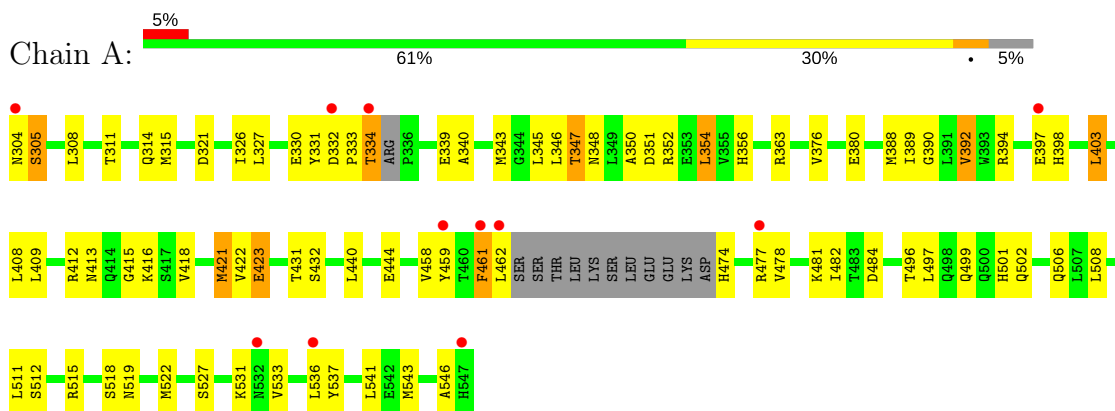 5%
Chain A:
61% 30% • 5%
N304 S305 L308 T311 Q314 M315 D321 I326 L327 E330 Y331 D332 P333 T334 ARG P336 E339 A340 M343 G344 L345 L346 T347 N348 L349 A350 D351 R352 E353 L354 V355 H356 R363 V376 E380 M388 I389 G390 L391 V392 W393 R394 E397 H398 L403
L408 L409 R412 N413 Q414 G415 K416 S417 V418 M421 V422 E423 T431 S432 L440 E444 V458 Y459 T460 F461 L462 SER SER THR LEU LYS SER LEU GLU GLU LYS ASP H474 R477 V478 K481 I482 T483 D484 T496 L497 Q498 Q499 Q500 H501 Q502 Q506 L507 L508
L511 S512 R515 S518 N519 M522 S527 K531 N532 V533 L536 Y537 L541 E542 M543 A546 H547